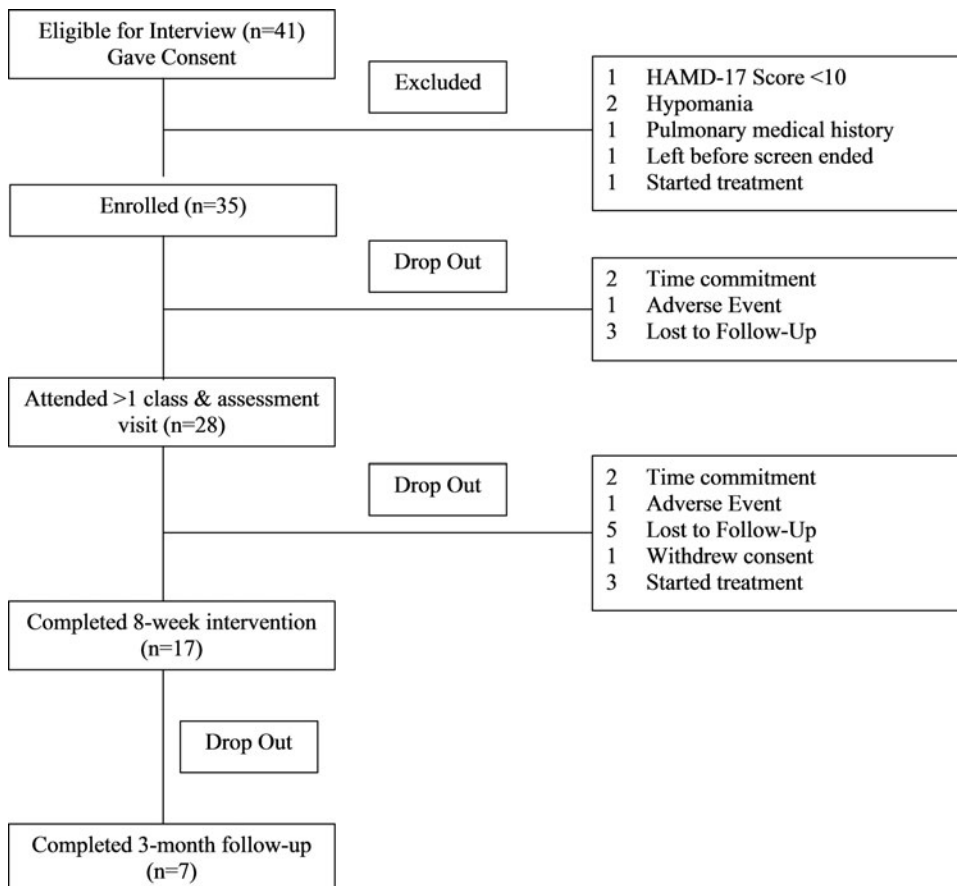 Eligible for Interview (n=41)
Gave Consent
Excluded
1 HAMD-17 Score <10
2 Hypomania
1 Pulmonary medical history
1 Left before screen ended
1 Started treatment
Enrolled (n=35)
Drop Out
2 Time commitment
1 Adverse Event
3 Lost to Follow-Up
Attended >1 class & assessment
visit (n=28)
Drop Out
2 Time commitment
1 Adverse Event
5 Lost to Follow-Up
1 Withdrew consent
3 Started treatment
Completed 8-week intervention
(n=17)
Drop Out
Completed 3-month follow-up
(n=7)